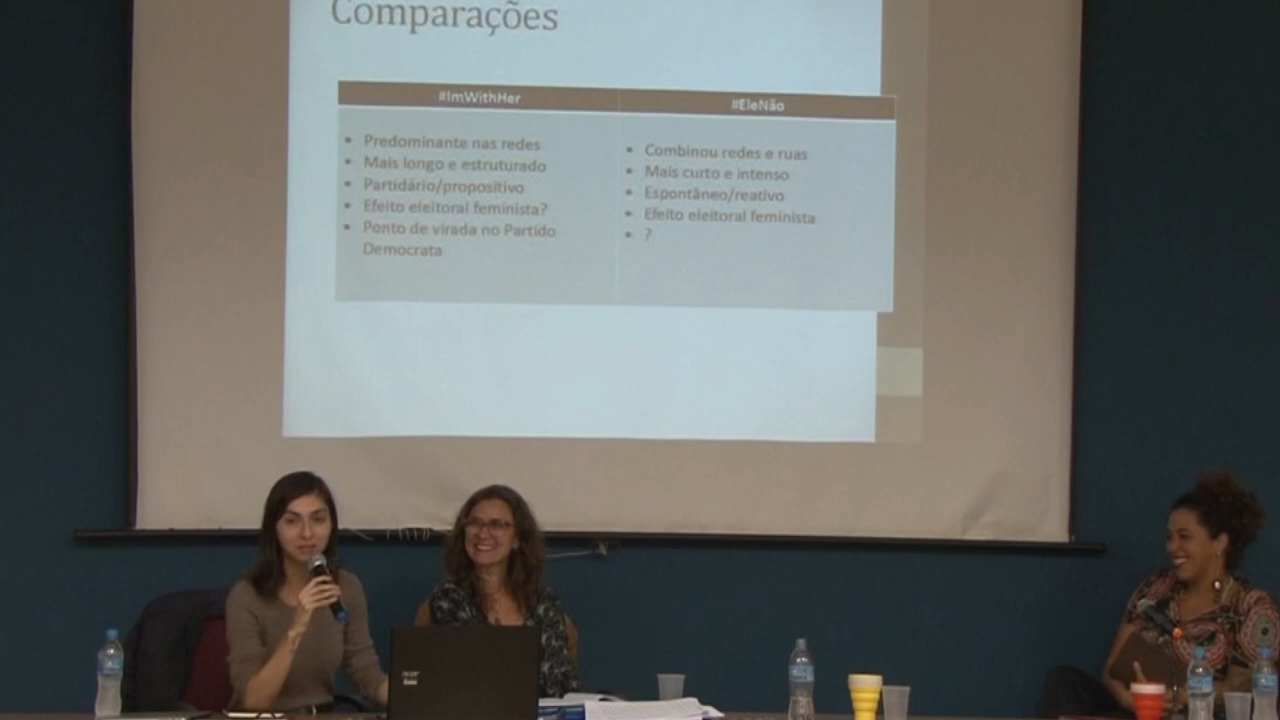 Comparações
#ImWithHer
Predominante nas redes
Mais longo e estruturado
Partidário/propositivo
Efeito eleitoral feminista?
Ponto de virada no Partido
Democrata
#EleNão
Combinou redes e ruas
Mais curto e intenso
Espontâneo/reativo
Efeito eleitoral feminista
?
acer